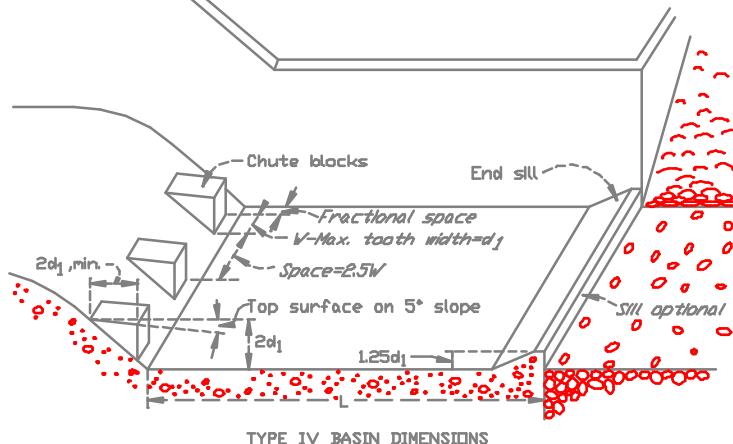 Chute blocks
End sill
Fractional space
W-Max. tooth width=d1
2d1,min.
Space=2.5W
Top surface on 5° slope
Sill optional
2d1
1.25d1
L
TYPE IV BASIN DIMENSIONS